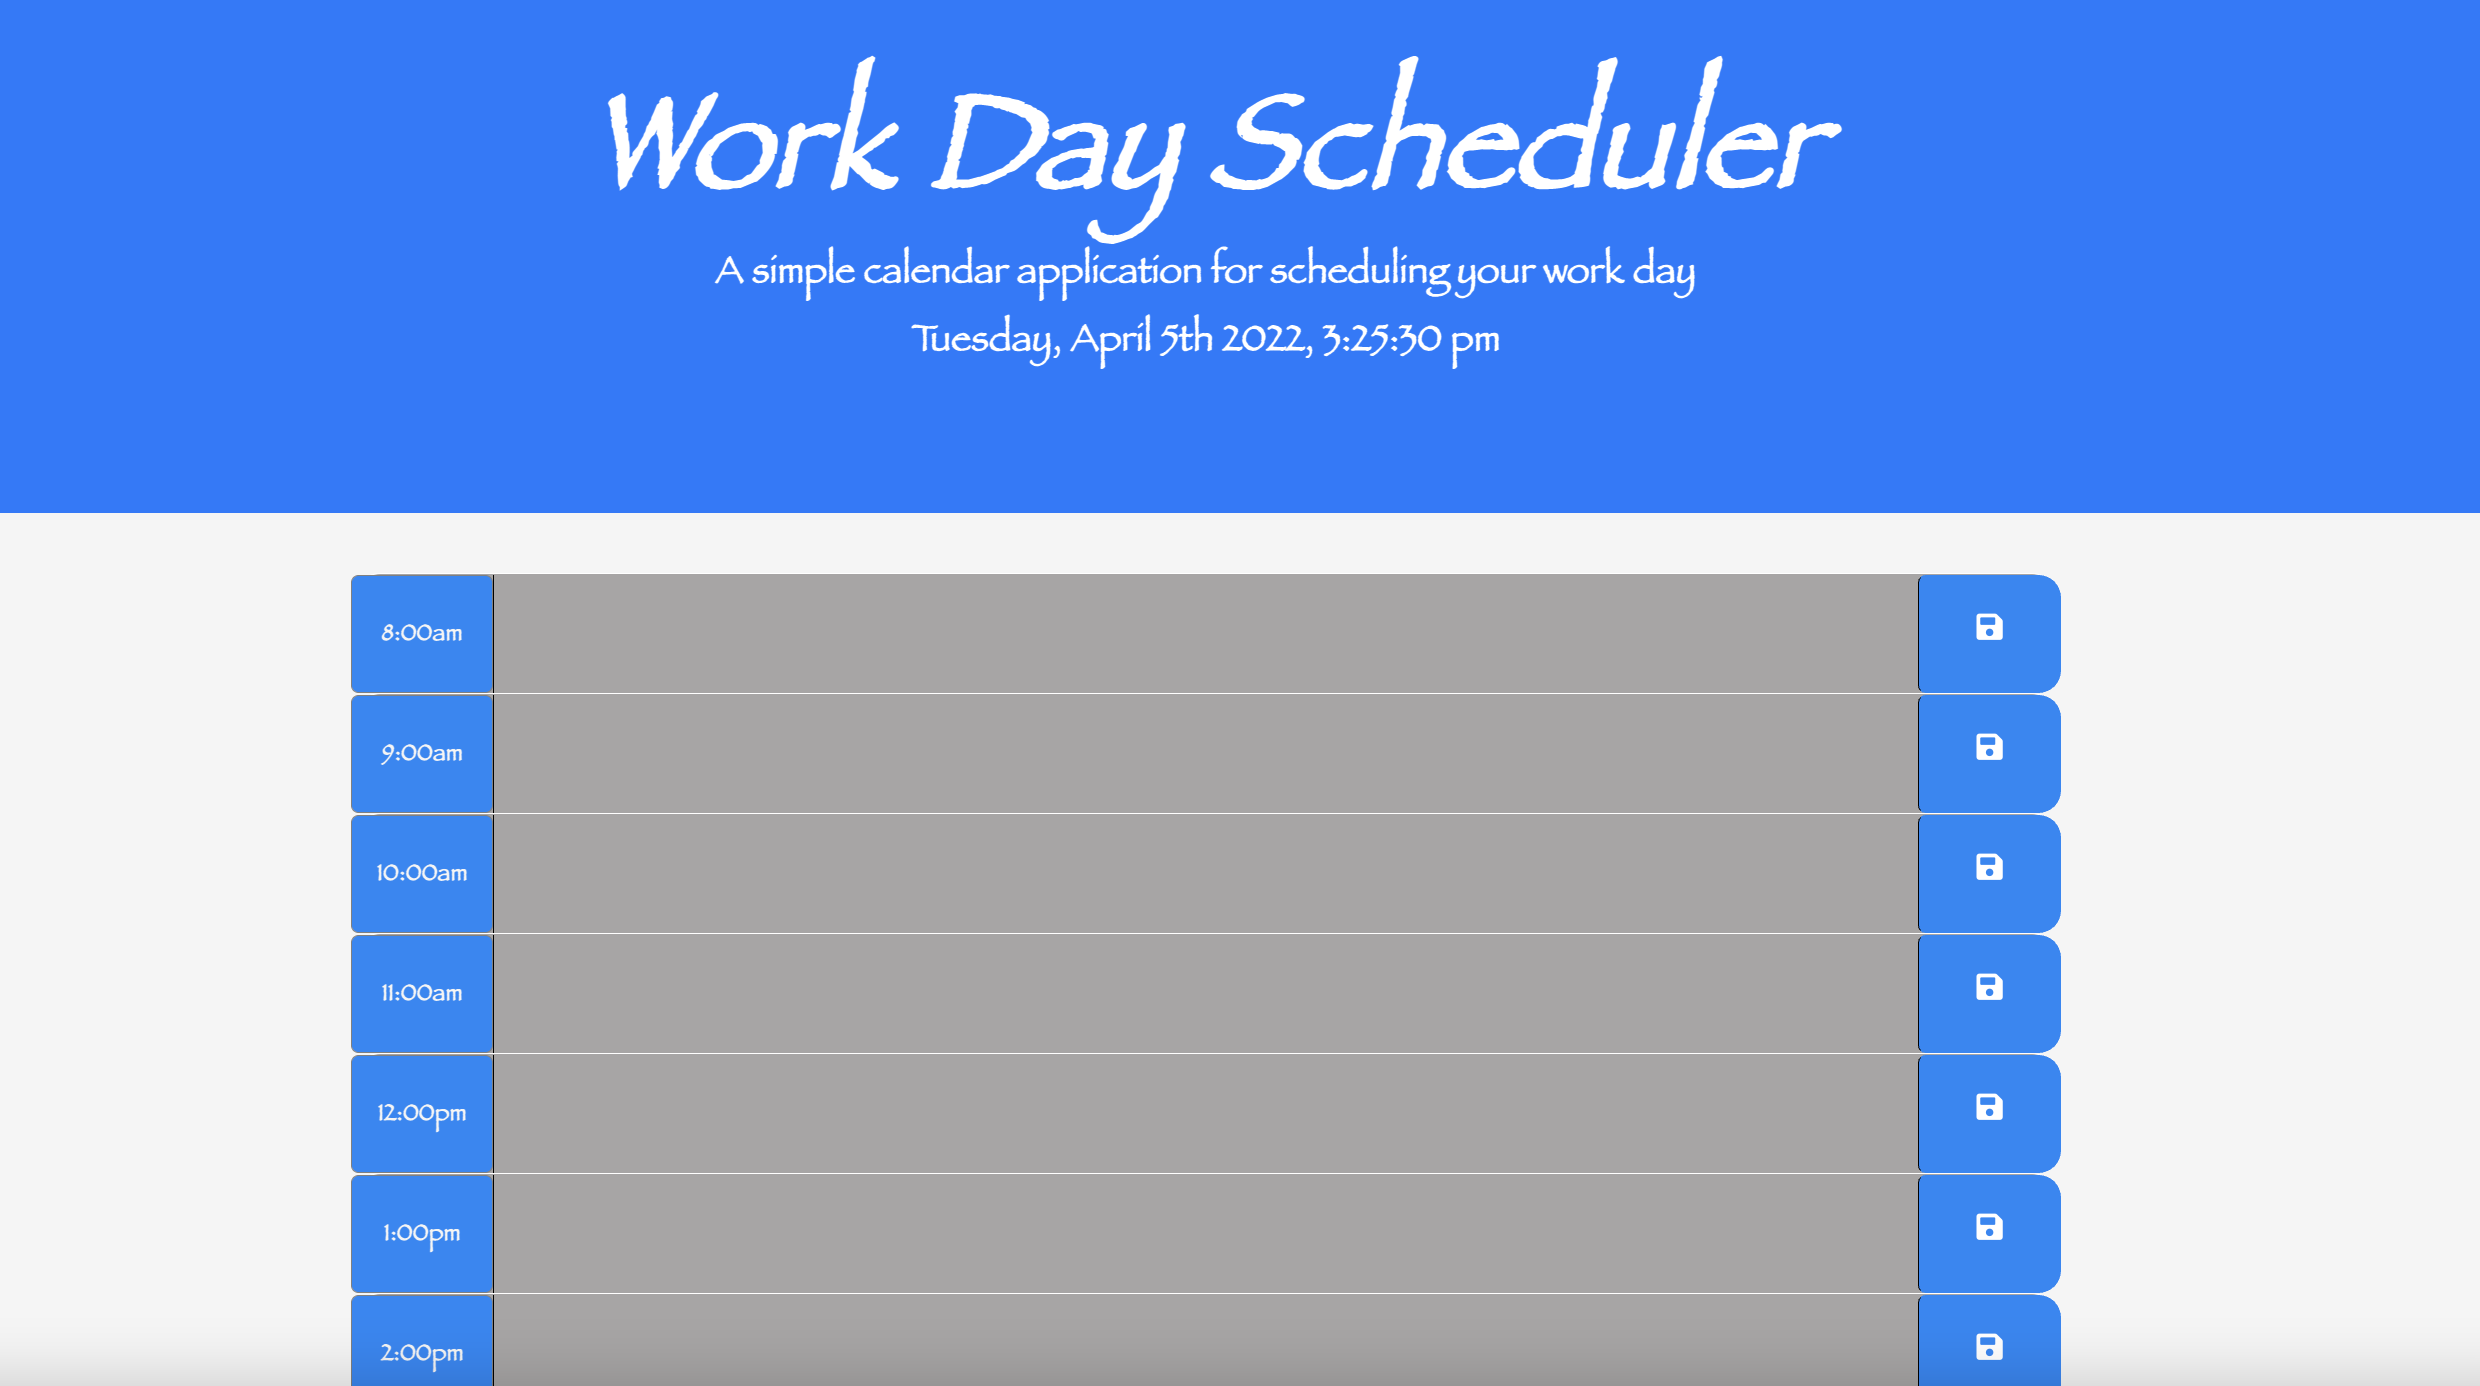 Work Day Scheduler
A simple calendar application for scheduling your work day
Tuesday, April 5th 2022, 3:25:30 pm
8:00am
9:00am
10:00am
11:00am
12:00pm
1:00pm
2:00pm